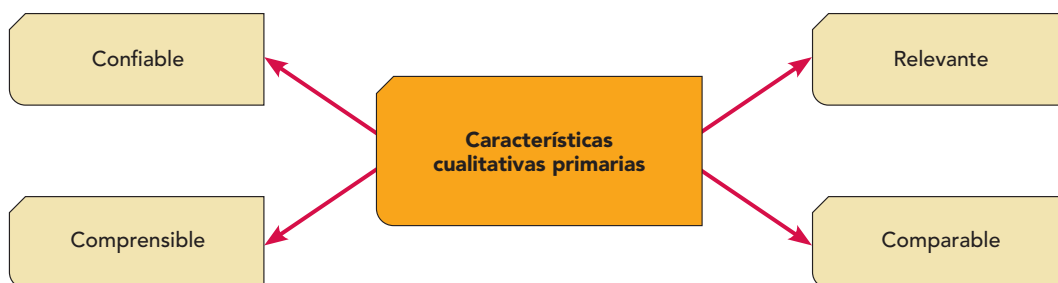 Confiable
Relevante
Características
cualitativas primarias
Comprensible
Comparable